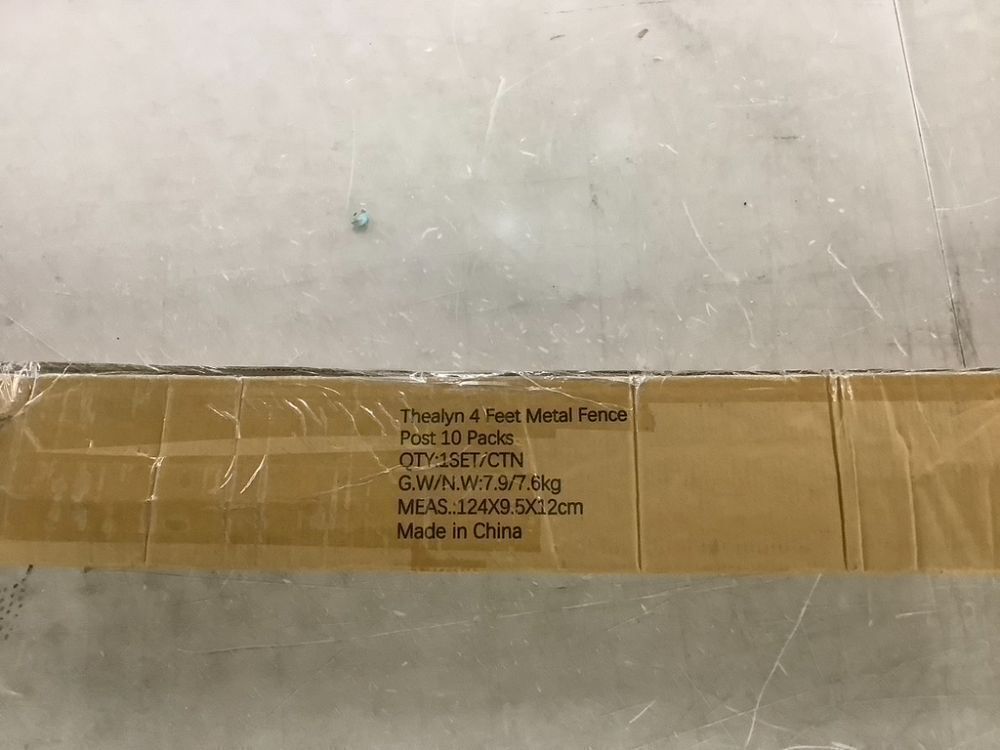 Thealyn 4 Feet Metal Fence
Post 10 Packs
QTY:1SET/CTN
G.W/N.W:7.9/7.6kg
MEAS.:124X9.5X12cm
Made in China